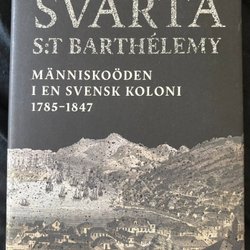 SVARTA
S:T BARTHÉLEMY
MÄNNISKOÖDEN
I EN SVENSK KOLONI
1785–1847